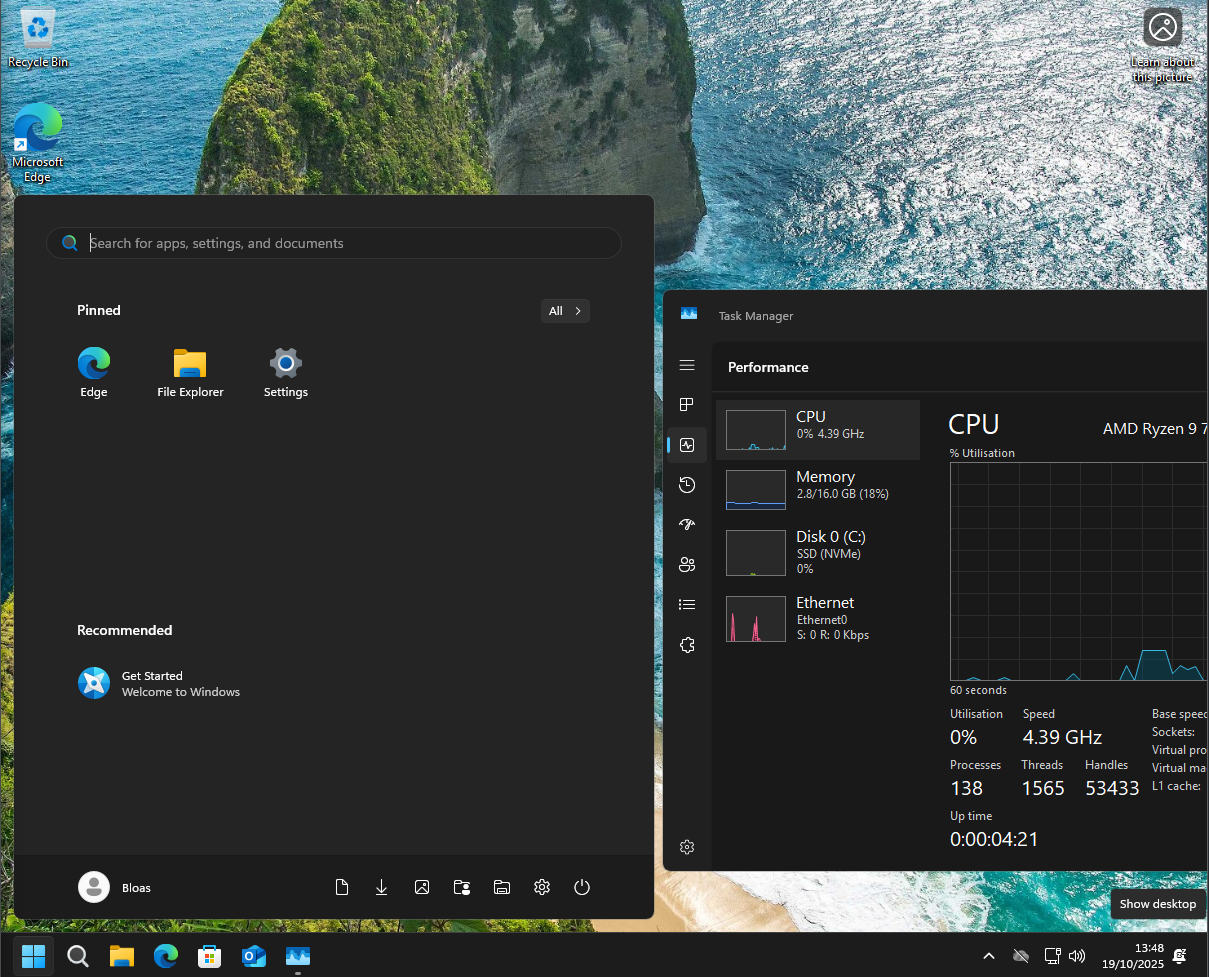 Recycle Bin
Microsoft
Edge
Learn about
this picture
Search for apps, settings, and documents
Pinned
All
Edge
File Explorer
Settings
Recommended
Get Started
Welcome to Windows
Bloas
Task Manager
Performance
CPU
0% 4.39 GHz
Memory
2.8/16.0 GB (18%)
Disk 0 (C:)
SSD (NVMe)
0%
Ethernet
Ethernet0
S: 0 R: 0 Kbps
CPU
AMD Ryzen 9 7
% Utilisation
60 seconds
Utilisation
Speed
0%
4.39 GHz
Processes
Threads
Handles
138
1565
53433
Up time
0:00:04:21
Base speed
Sockets:
Virtual pro
Virtual ma
L1 cache:
Show desktop
13:48
19/10/2025